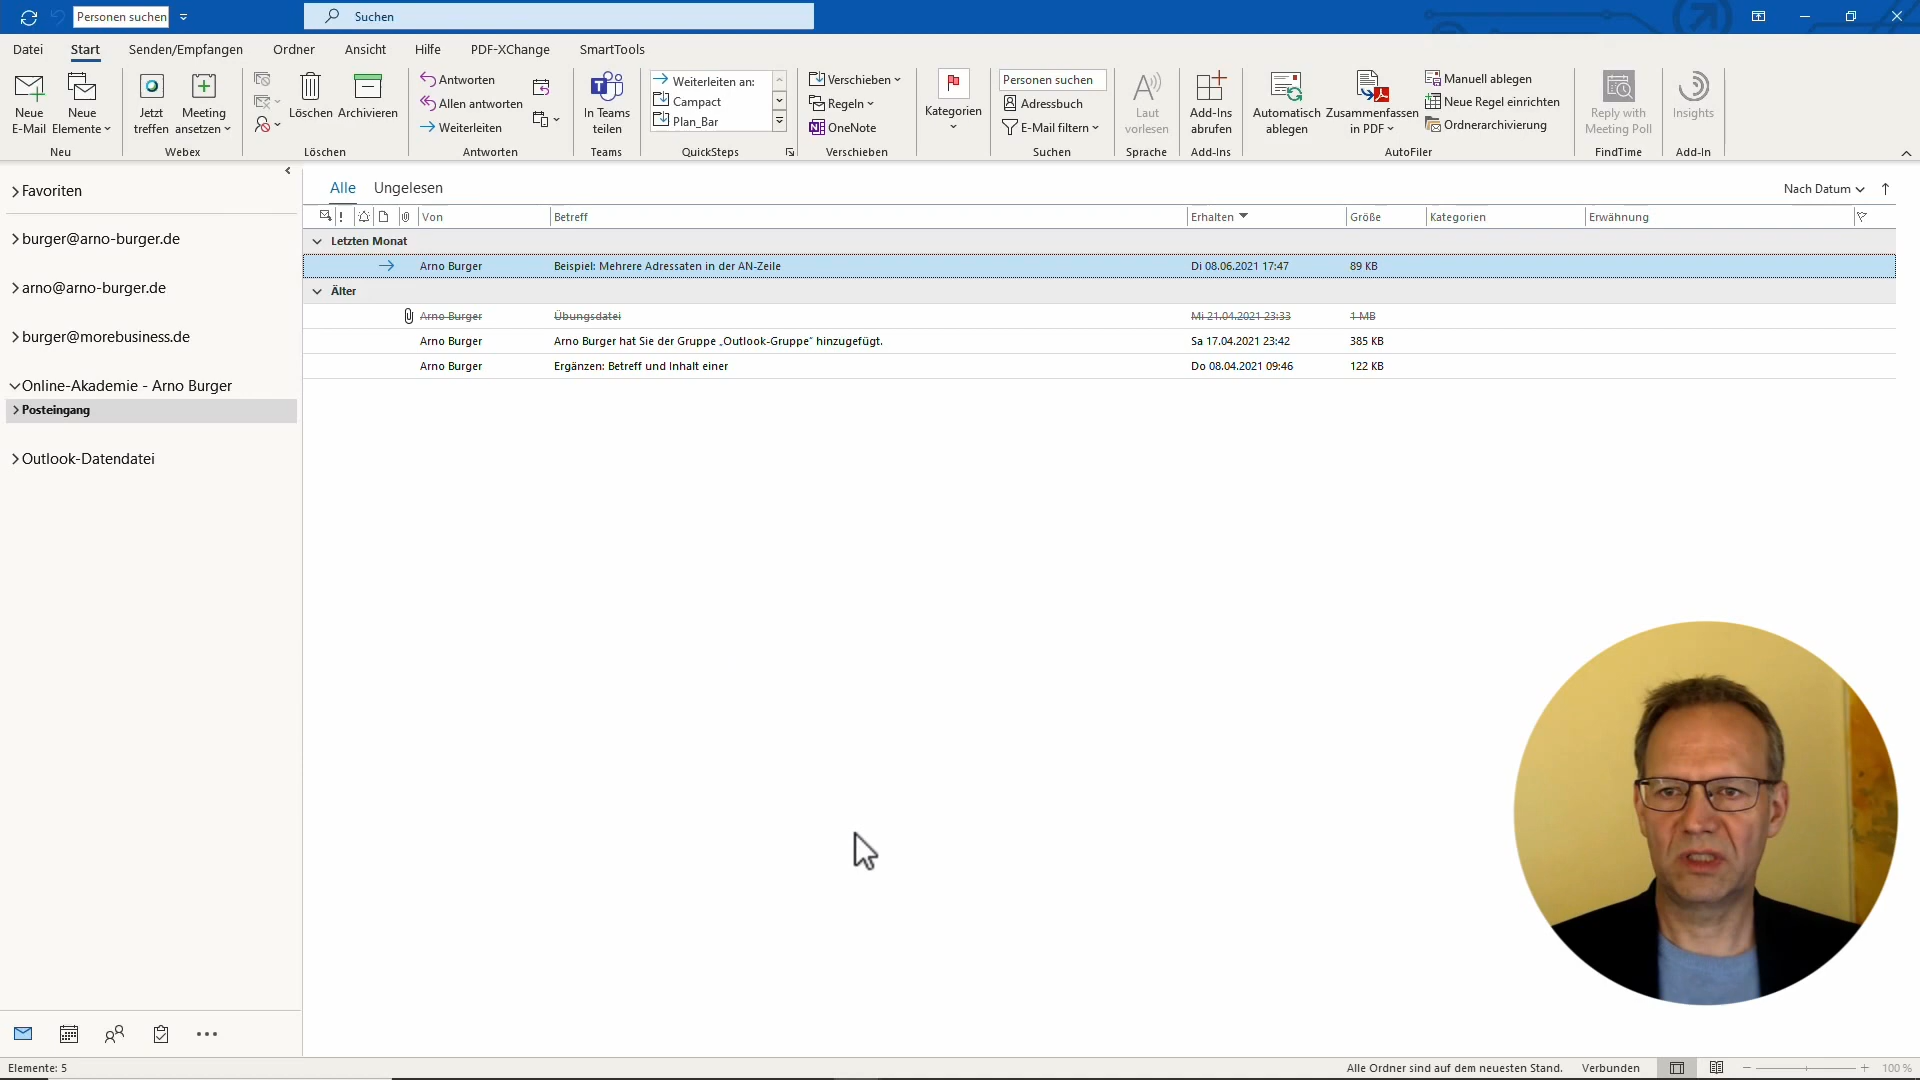 Personen suchen
Suchen
Datei Start Senden/Empfangen Ordner Ansicht Hilfe PDF-XChange SmartTools
Neue E-Mail
Neue Elemente
Neu
Jetzt treffen
Meeting ansetzen
Webex
Löschen
Archivieren
Löschen
Antworten
Allen antworten
Weiterleiten
Antworten
In Teams teilen
Teams
Weiterleiten an:
Campact
Plan_Bar
QuickSteps
Verschieben
Regeln
OneNote
Verschieben
Kategorien
Personen suchen
Adressbuch
E-Mail filtern
Suchen
Laut vorlesen
Sprache
Add-Ins abrufen
Add-Ins
Automatisch ablegen
Zusammenfassen in PDF
Manuell ablegen
Neue Regel einrichten
Ordnerarchivierung
AutoFiler
Reply with Meeting Poll
FindTime
Insights
Add-In
Favoriten
burger@arno-burger.de
arno@arno-burger.de
burger@morebusiness.de
Online-Akademie - Arno Burger
Posteingang
Outlook-Datendatei
Alle Ungelesen
Nach Datum
Von Betreff Erhalten Größe Kategorien Erwähnung
Letzten Monat
Arno Burger Beispiel: Mehrere Adressaten in der AN-Zeile Di 08.06.2021 17:47 89 KB
Älter
Arno Burger Übungsdatei Mi 21.04.2021 23:33 1 MB
Arno Burger Arno Burger hat Sie der Gruppe „Outlook-Gruppe“ hinzugefügt. Sa 17.04.2021 23:42 385 KB
Arno Burger Ergänzen: Betreff und Inhalt einer Do 08.04.2021 09:46 122 KB
Elemente: 5
Alle Ordner sind auf dem neuesten Stand. Verbunden 100 %